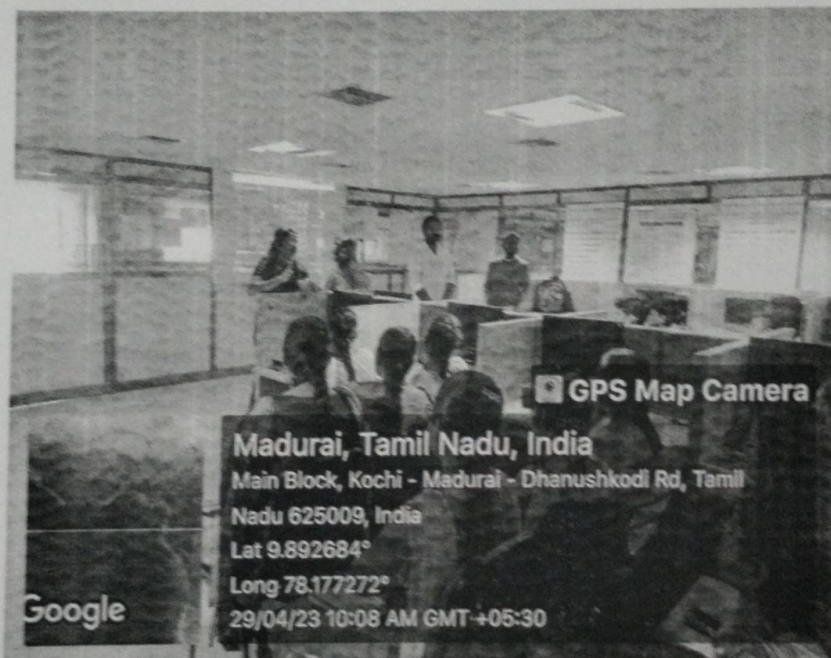 GPS Map Camera
Madurai, Tamil Nadu, India
Main Block, Kochi - Madurai - Dhanushkodi Rd, Tamil
Nadu 625009, India
Lat 9.892684°
Long 78.177272°
29/04/23 10:08 AM GMT +05:30
Google